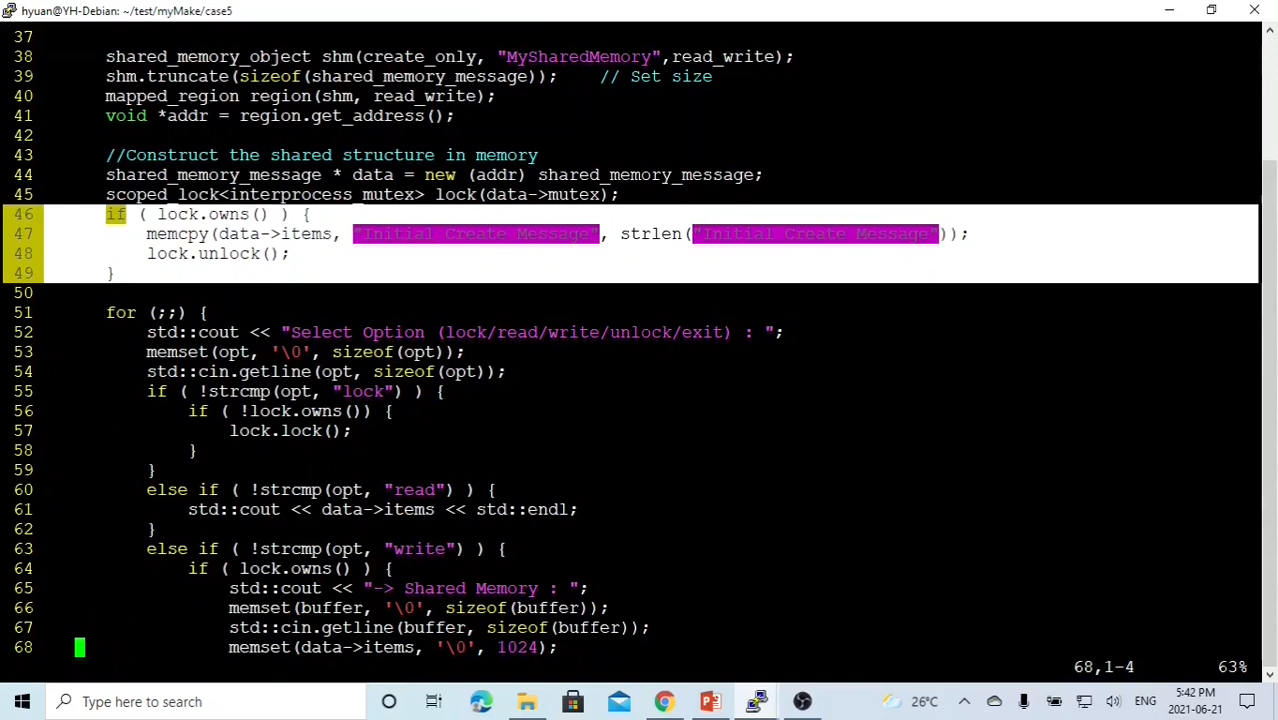 hyuan@YH-Debian: ~/test/myMake/case5
37
38 shared_memory_object shm(create_only, "MySharedMemory",read_write);
39 shm.truncate(sizeof(shared_memory_message)); // Set size
40 mapped_region region(shm, read_write);
41 void *addr = region.get_address();
42
43 //Construct the shared structure in memory
44 shared_memory_message * data = new (addr) shared_memory_message;
45 scoped_lock<interprocess_mutex> lock(data->mutex);
46 if ( lock.owns() ) {
47 memcpy(data->items, "Initial Create Message", strlen("Initial Create Message"));
48 lock.unlock();
49 }
50
51 for (;;) {
52 std::cout << "Select Option (lock/read/write/unlock/exit) : ";
53 memset(opt, '\0', sizeof(opt));
54 std::cin.getline(opt, sizeof(opt));
55 if ( !strcmp(opt, "lock") ) {
56 if ( !lock.owns()) {
57 lock.lock();
58 }
59 }
60 else if ( !strcmp(opt, "read") ) {
61 std::cout << data->items << std::endl;
62 }
63 else if ( !strcmp(opt, "write") ) {
64 if ( lock.owns() ) {
65 std::cout << "-> Shared Memory : ";
66 memset(buffer, '\0', sizeof(buffer));
67 std::cin.getline(buffer, sizeof(buffer));
68 memset(data->items, '\0', 1024);
68,1-4 63%
Type here to search
26°C
ENG
5:42 PM
2021-06-21